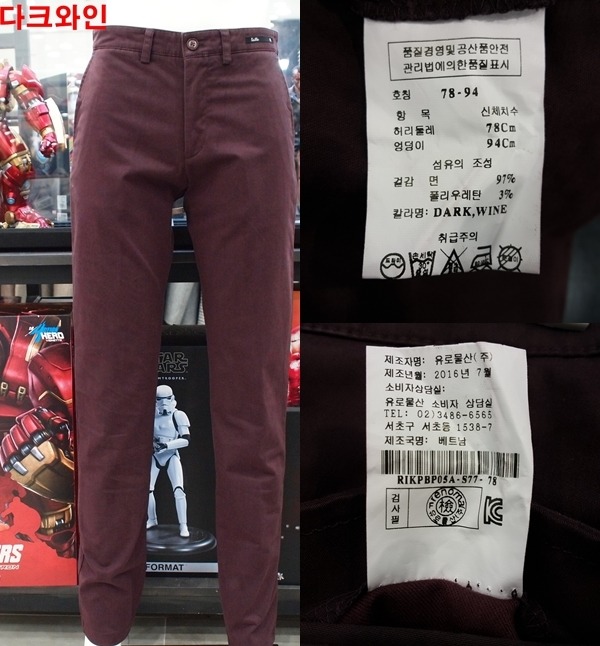 다크와인
품질경영및공산품안전
관리법에의한품질표시
호칭 78-94
항 목 신체치수
허리둘레 78Cm
엉덩이 94Cm
섬유의 조성
겉감 면 97%
폴리우레탄 3%
칼라명: DARK,WINE
취급주의
제조자명: 유로물산(주)
제조년월: 2016년 7월
소비자상담실:
유로물산 소비자 상담실
TEL: 02)3486-6565
서초구 서초동 1538-7
제조국명: 베트남
RIKPBP05A-S77- 78
검사필
renoma
檢
STAR
WARS
TROOPER
FORMAT
HERO